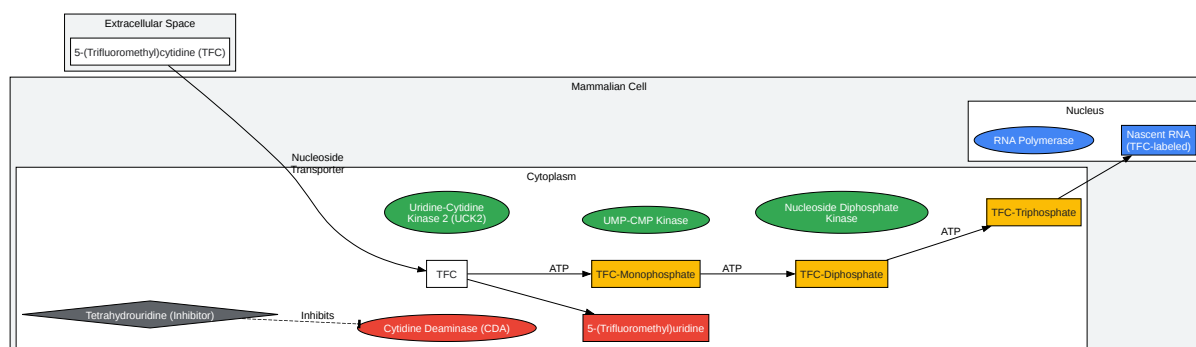 Extracellular Space
5-(Trifluoromethyl)cytidine (TFC)
Mammalian Cell
Nucleus
RNA Polymerase
Nascent RNA
(TFC-labeled)
Nucleoside
Transporter
Cytoplasm
Uridine-Cytidine
Kinase 2 (UCK2)
UMP-CMP Kinase
Nucleoside Diphosphate
Kinase
TFC-Triphosphate
ATP
TFC
ATP
TFC-Monophosphate
ATP
TFC-Diphosphate
Tetrahydrouridine (Inhibitor)
Inhibits
Cytidine Deaminase (CDA)
5-(Trifluoromethyl)uridine